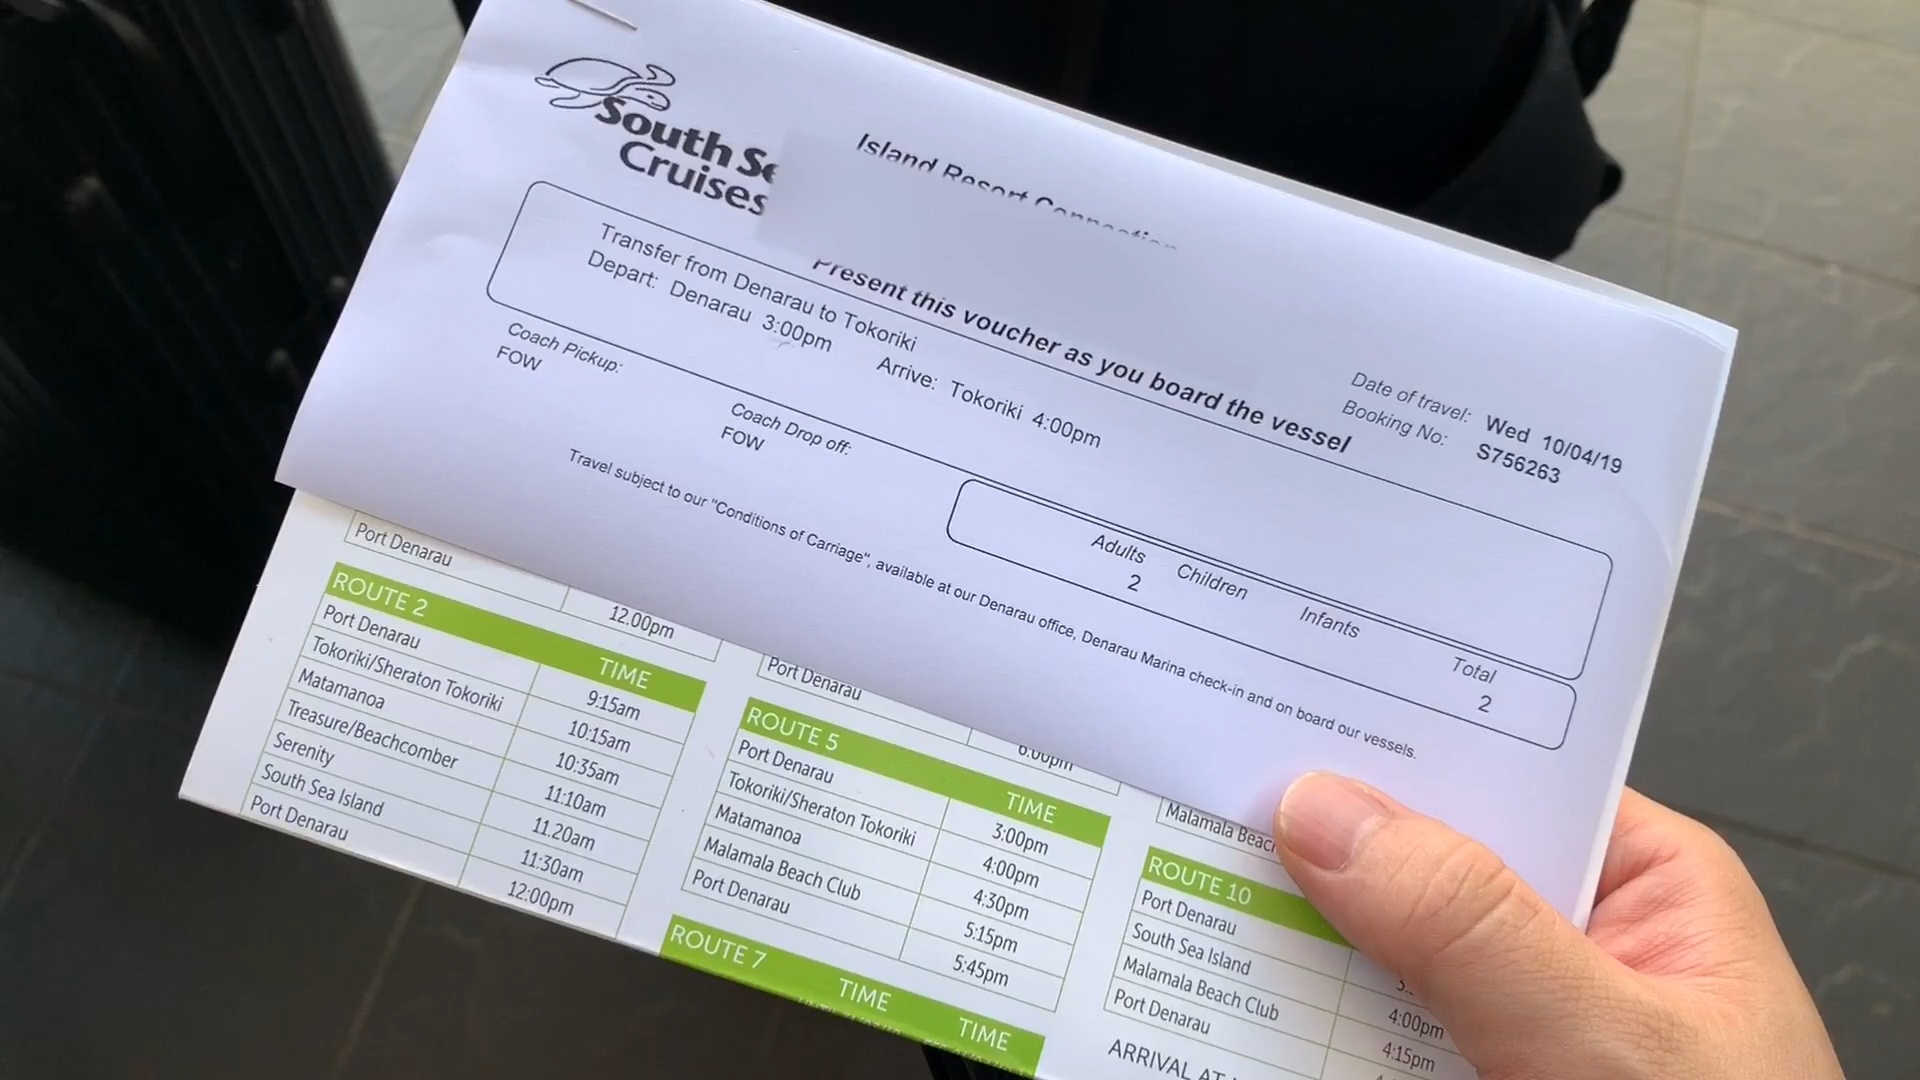 South Se
Cruises
Island Resort Connection
Present this voucher as you board the vessel
Date of travel: Wed 10/04/19
Booking No: S756263
Transfer from Denarau to Tokoriki
Depart: Denarau 3:00pm Arrive: Tokoriki 4:00pm
Coach Pickup:
FOW
Coach Drop off:
FOW
Adults Children Infants Total
2 2
Travel subject to our "Conditions of Carriage", available at our Denarau office, Denarau Marina check-in and on board our vessels.
Port Denarau 12.00pm
ROUTE 2 TIME
Port Denarau 9:15am
Tokoriki/Sheraton Tokoriki 10:15am
Matamanoa 10:35am
Treasure/Beachcomber 11:10am
Serenity 11.20am
South Sea Island 11:30am
Port Denarau 12:00pm
Port Denarau 6:00pm
ROUTE 5 TIME
Port Denarau 3:00pm
Tokoriki/Sheraton Tokoriki 4:00pm
Matamanoa 4:30pm
Malamala Beach Club 5:15pm
Port Denarau 5:45pm
ROUTE 7 TIME TIME
Malamala Beac
ROUTE 10
Port Denarau
South Sea Island
Malamala Beach Club 4:00pm
Port Denarau 4:15pm
ARRIVAL AT